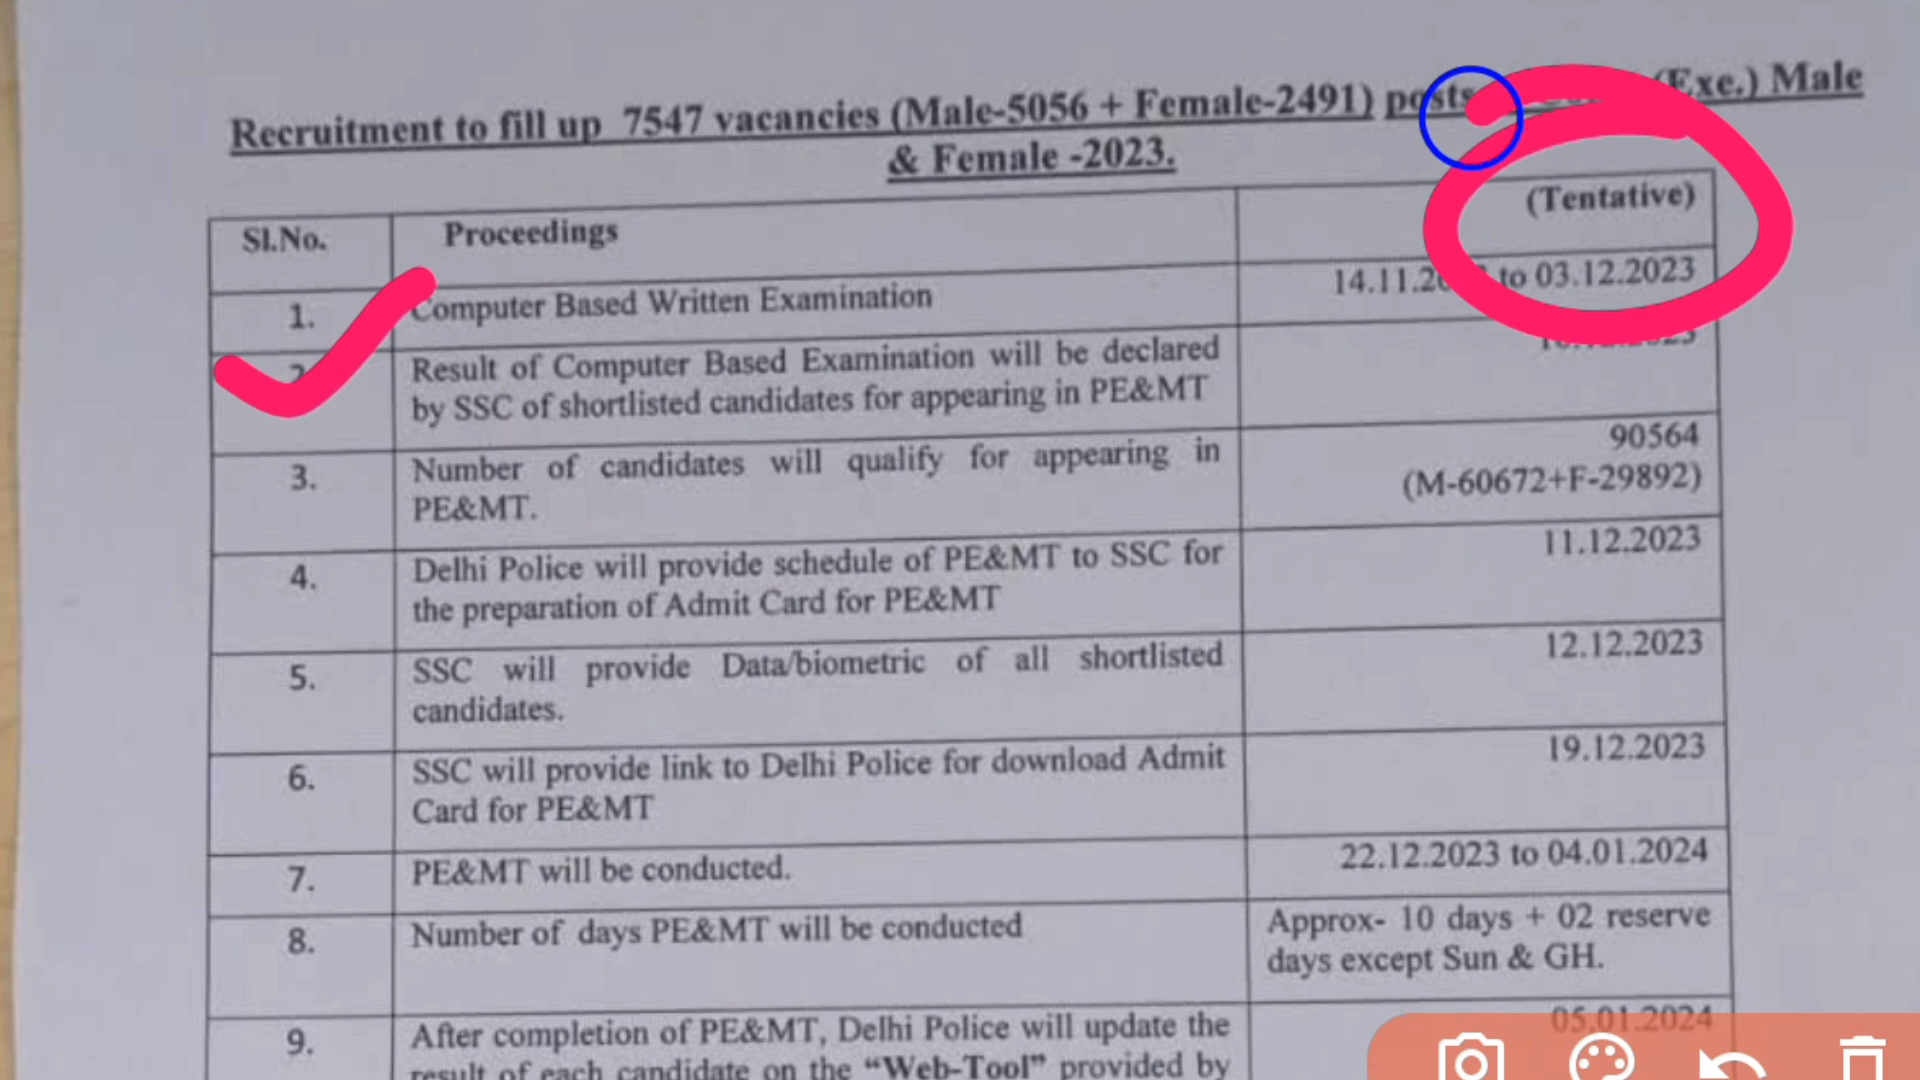 Recruitment to fill up 7547 vacancies (Male-5056 + Female-2491) posts (Exe.) Male
& Female -2023.
Sl.No. Proceedings (Tentative)
1. Computer Based Written Examination 14.11.20 to 03.12.2023
2. Result of Computer Based Examination will be declared
by SSC of shortlisted candidates for appearing in PE&MT
3. Number of candidates will qualify for appearing in 90564
PE&MT. (M-60672+F-29892)
4. Delhi Police will provide schedule of PE&MT to SSC for 11.12.2023
the preparation of Admit Card for PE&MT
5. SSC will provide Data/biometric of all shortlisted 12.12.2023
candidates.
6. SSC will provide link to Delhi Police for download Admit 19.12.2023
Card for PE&MT
7. PE&MT will be conducted. 22.12.2023 to 04.01.2024
8. Number of days PE&MT will be conducted Approx- 10 days + 02 reserve
days except Sun & GH.
9. After completion of PE&MT, Delhi Police will update the 05.01.2024
result of each candidate on the “Web-Tool” provided by